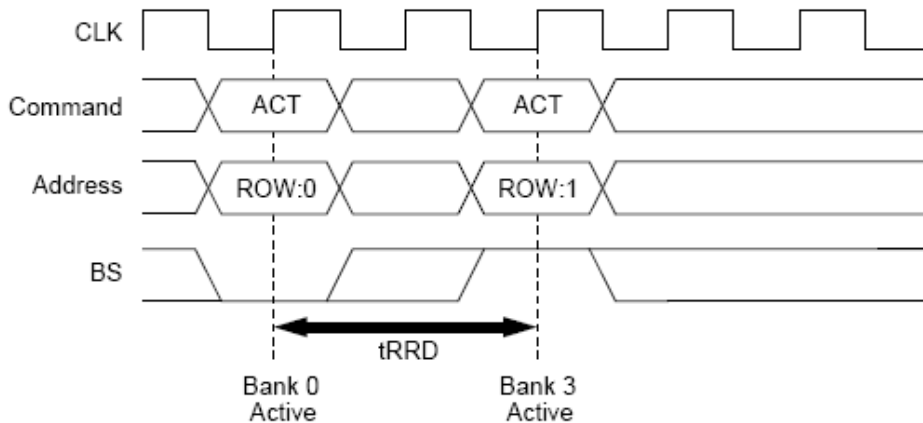 CLK
Command
ACT
ACT
Address
ROW:0
ROW:1
BS
tRRD
Bank 0
Active
Bank 3
Active